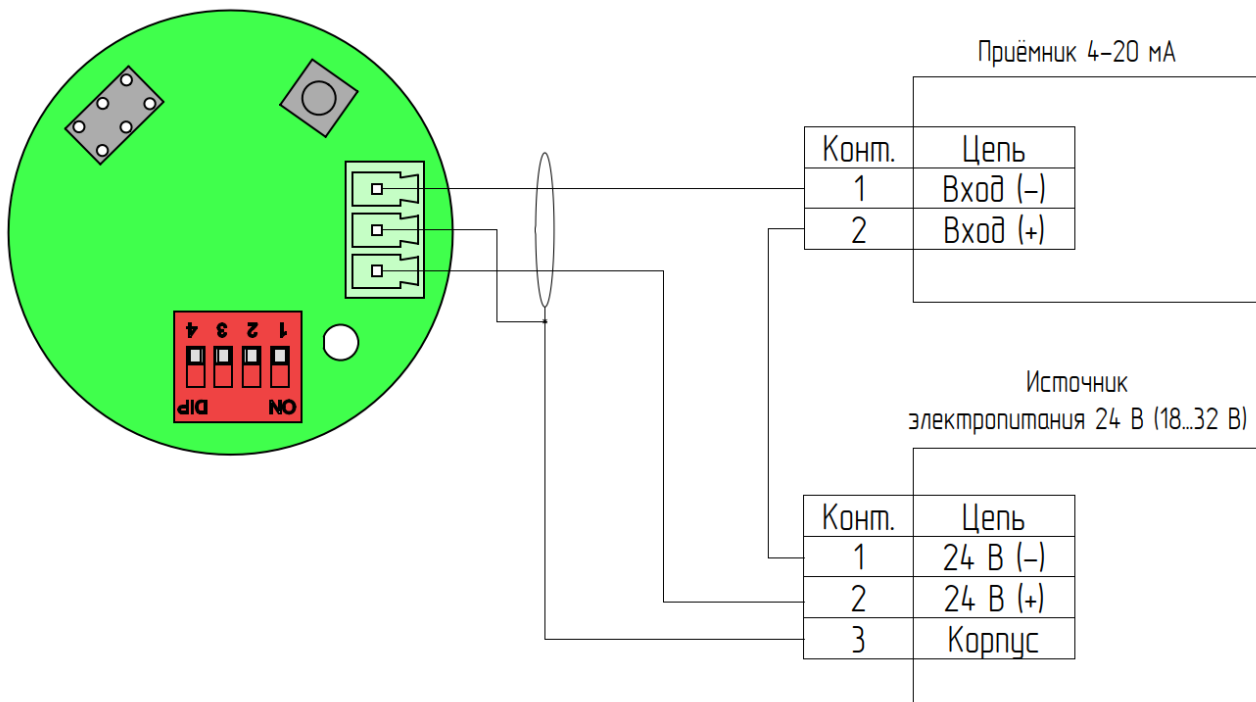 Приёмник 4-20 мА
Конт. Цепь
1 Вход (-)
2 Вход (+)
4 3 2 1
DIP ON
Источник
электропитания 24 В (18...32 В)
Конт. Цепь
1 24 В (-)
2 24 В (+)
3 Корпус